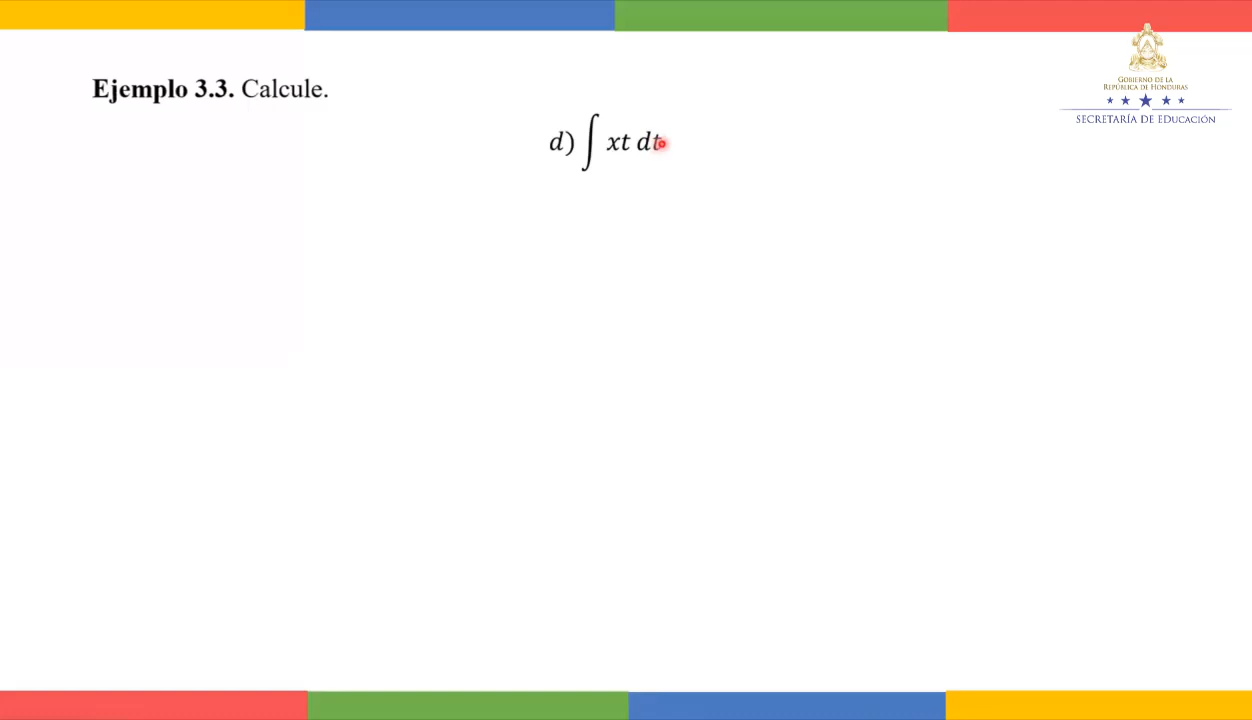 Ejemplo 3.3. Calcule.
d) ∫ xt dt
GOBIERNO DE LA
REPÚBLICA DE HONDURAS
SECRETARÍA DE EDUCACIÓN